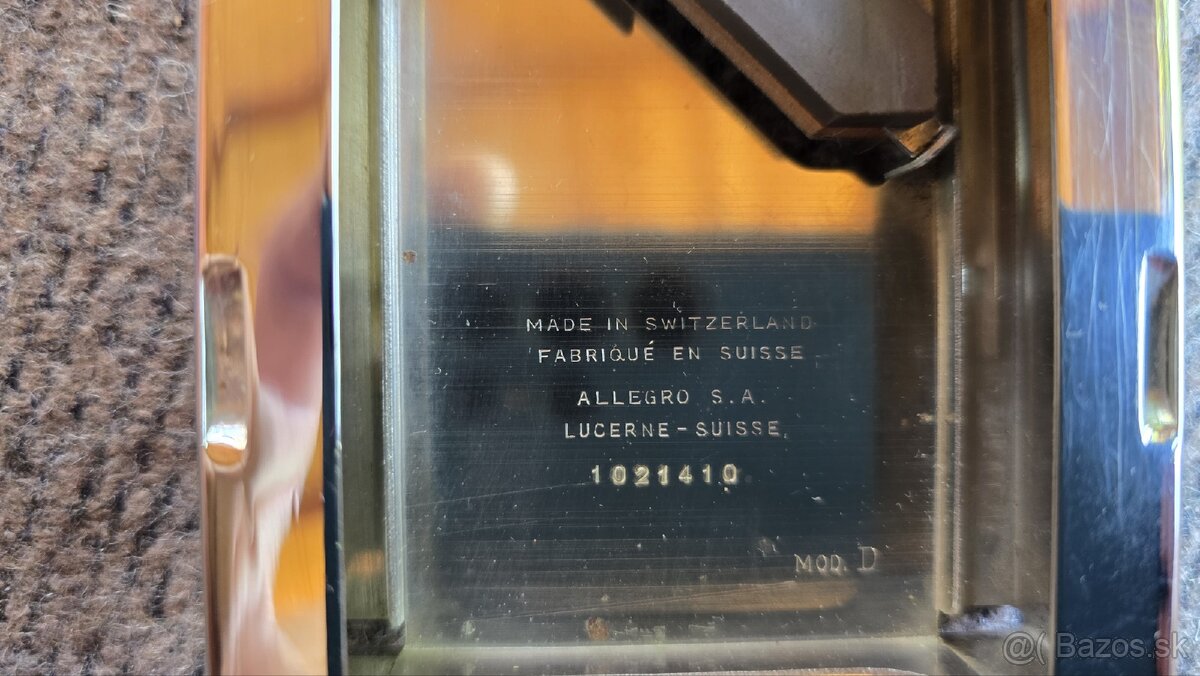 MADE IN SWITZERLAND
FABRIQUÉ EN SUISSE
ALLEGRO S.A.
LUCERNE-SUISSE.
1021410
MOD. D
@( Bazos.sk